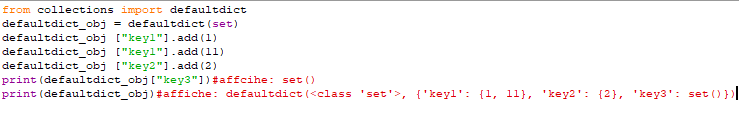 from collections import defaultdict
defaultdict_obj = defaultdict(set)
defaultdict_obj ["key1"].add(1)
defaultdict_obj ["key1"].add(11)
defaultdict_obj ["key2"].add(2)
print(defaultdict_obj["key3"])#affcihe: set()
print(defaultdict_obj)#affiche: defaultdict(<class 'set'>, {'key1': {1, 11}, 'key2': {2}, 'key3': set()})